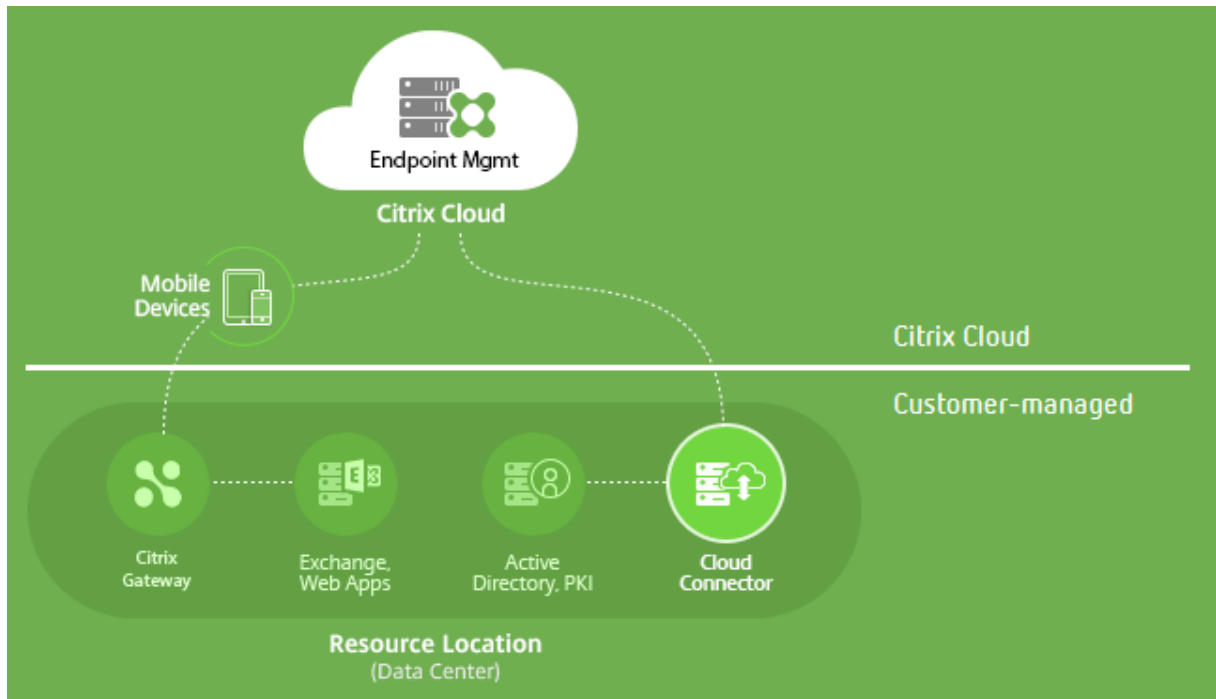 Endpoint Mgmt
Citrix Cloud
Mobile
Devices
Citrix Cloud
Customer-managed
Citrix
Gateway
Exchange,
Web Apps
Active
Directory, PKI
Cloud
Connector
Resource Location
(Data Center)